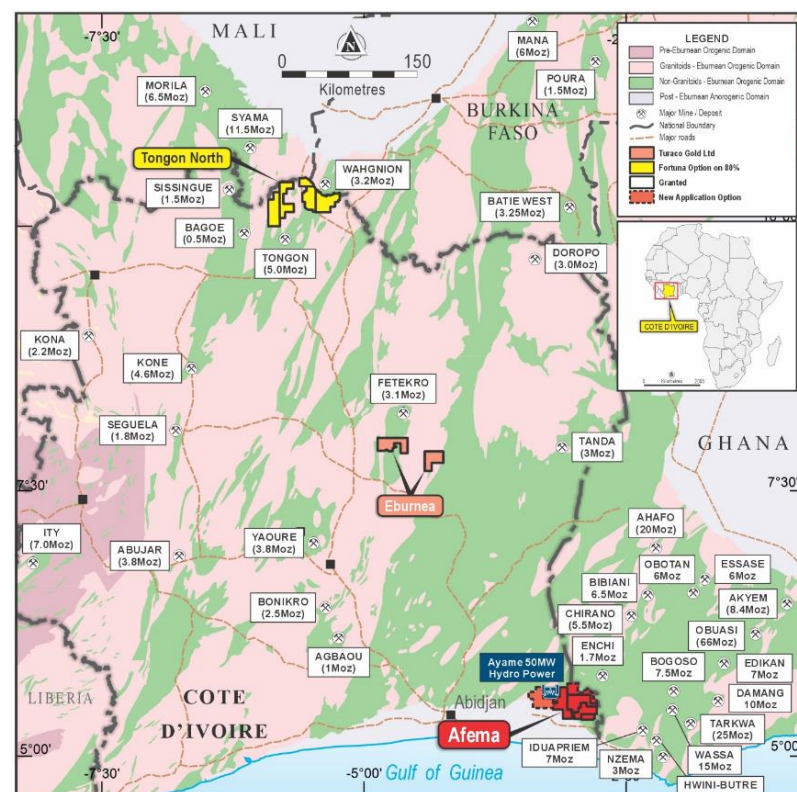 -7°30'
MALI
N
0
150
Kilometres
MANA
(6Moz)
POURA
(1.5Moz)
LEGEND
Pre-Eburnean Orogenic Domain
Granitoids - Eburnean Orogenic Domain
Non-Granitoids - Eburnean Orogenic Domain
Post - Eburnean Anorogenic Domain
Major Mine / Deposit
National Boundary
Major roads
Turaco Gold Ltd
Fortuna Option on 80%
Granted
New Application Option
MORILA
(6.5Moz)
SYAMA
(11.5Moz)
BURKINA
FASO
Tongon North
WAHGNION
(3.2Moz)
SISSINGUE
(1.5Moz)
BATIE WEST
(3.25Moz)
BAGOE
(0.5Moz)
TONGON
(5.0Moz)
DOROPO
(3.0Moz)
COTE D'IVOIRE
N
0
Kilometres
KONA
(2.2Moz)
KONE
(4.6Moz)
FETEKRO
(3.1Moz)
SEGUELA
(1.8Moz)
TANDA
(3Moz)
GHANA
-7°30'
7°30'
Eburnea
ITY
(7.0Moz)
ABUJAR
(3.8Moz)
YAOURE
(3.8Moz)
AHAFO
(20Moz)
OBOTAN
6Moz
ESSASE
6Moz
BIBIANI
6.5Moz
AKYEM
(8.4Moz)
BONIKRO
(2.5Moz)
CHIRANO
(5.5Moz)
OBUASI
(66Moz)
AGBAOU
(1Moz)
ENCHI
1.7Moz
Ayame 50MW
Hydro Power
BOGOSO
7.5Moz
EDIKAN
7Moz
LIBERIA
COTE
D'IVOIRE
Abidjan
DAMANG
10Moz
Afema
TARKWA
(25Moz)
5°00'
IDUAPRIEM
7Moz
WASSA
15Moz
5°00'
NZEMA
3Moz
HWINI-BUTRE
-7°30'
-5°00'
Gulf of Guinea